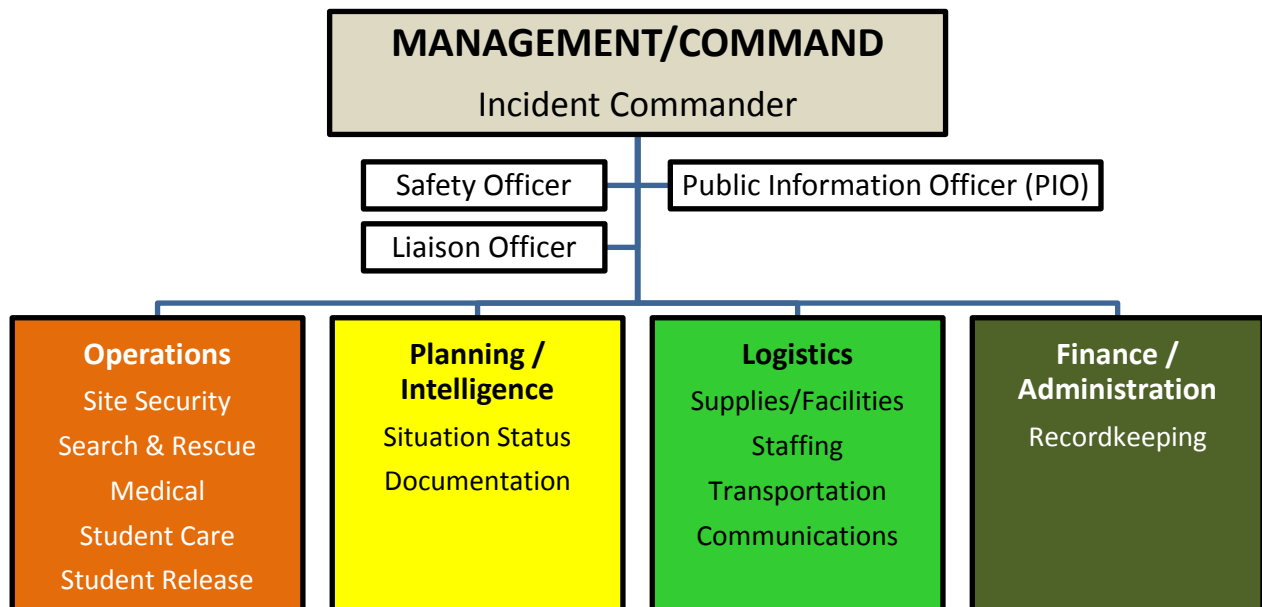 MANAGEMENT/COMMAND
Incident Commander
Safety Officer
Public Information Officer (PIO)
Liaison Officer
Operations
Site Security
Search & Rescue
Medical
Student Care
Student Release
Planning /
Intelligence
Situation Status
Documentation
Logistics
Supplies/Facilities
Staffing
Transportation
Communications
Finance /
Administration
Recordkeeping